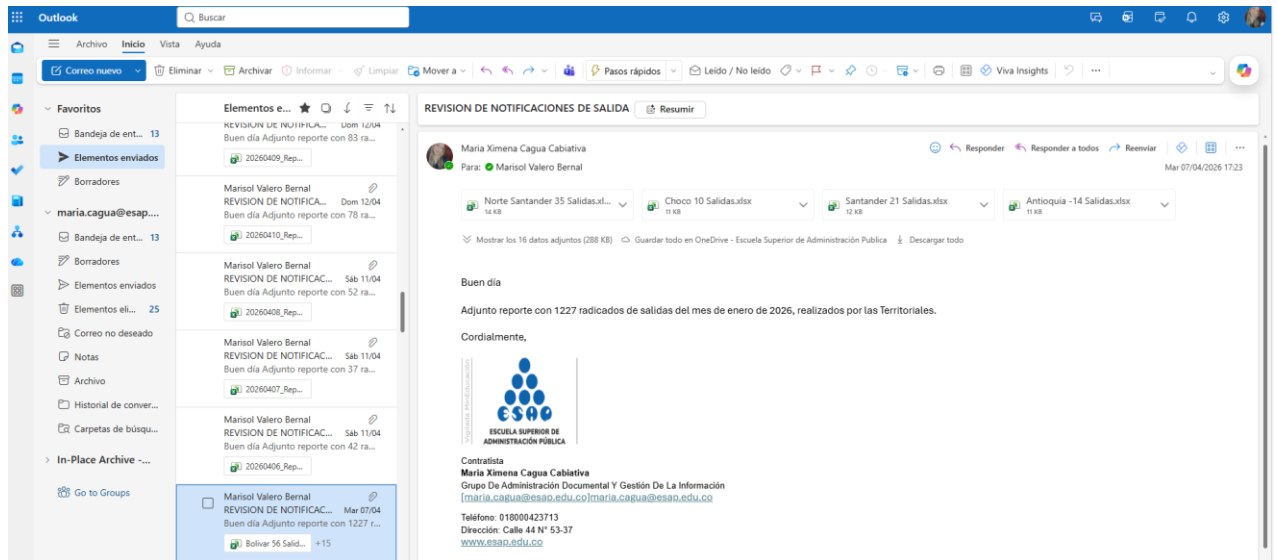 Outlook
Buscar
Archivo Inicio Vista Ayuda
Correo nuevo Eliminar Archivar Informar Limpiar Mover a Pasos rápidos Leído / No leído Viva Insights
Favoritos
Bandeja de ent... 13
Elementos enviados
Borradores
maria.cagua@esap....
Bandeja de ent... 13
Borradores
Elementos enviados
Elementos eli... 25
Correo no deseado
Notas
Archivo
Historial de conver...
Carpetas de búsqu...
In-Place Archive -...
Go to Groups
Elementos e...
REVISION DE NOTIFICA... Dom 12/04
Buen día Adjunto reporte con 83 ra...
20260409_Rep...
Marisol Valero Bernal
REVISION DE NOTIFICA... Dom 12/04
Buen día Adjunto reporte con 78 ra...
20260410_Rep...
Marisol Valero Bernal
REVISION DE NOTIFICAC... Sáb 11/04
Buen día Adjunto reporte con 52 ra...
20260408_Rep...
Marisol Valero Bernal
REVISION DE NOTIFICAC... Sáb 11/04
Buen día Adjunto reporte con 37 ra...
20260407_Rep...
Marisol Valero Bernal
REVISION DE NOTIFICAC... Sáb 11/04
Buen día Adjunto reporte con 42 ra...
20260406_Rep...
Marisol Valero Bernal
REVISION DE NOTIFICAC... Mar 07/04
Buen día Adjunto reporte con 1227 r...
Bolivar 56 Salid... +15
REVISION DE NOTIFICACIONES DE SALIDA Resumir
Maria Ximena Cagua Cabiativa
Responder Responder a todos Reenviar
Para: Marisol Valero Bernal
Mar 07/04/2026 17:23
Norte Santander 35 Salidas.xl...
14 KB
Choco 10 Salidas.xlsx
11 KB
Santander 21 Salidas.xlsx
12 KB
Antioquia -14 Salidas.xlsx
11 KB
Mostrar los 16 datos adjuntos (288 KB) Guardar todo en OneDrive - Escuela Superior de Administración Publica Descargar todo
Buen día
Adjunto reporte con 1227 radicados de salidas del mes de enero de 2026, realizados por las Territoriales.
Cordialmente,
Vigilada MinEducación
ESAP
ESCUELA SUPERIOR DE
ADMINISTRACIÓN PÚBLICA
Contratista
Maria Ximena Cagua Cabiativa
Grupo De Administración Documental Y Gestión De La Información
[maria.cagua@esap.edu.co]maria.cagua@esap.edu.co
Teléfono: 018000423713
Dirección: Calle 44 N° 53-37
www.esap.edu.co